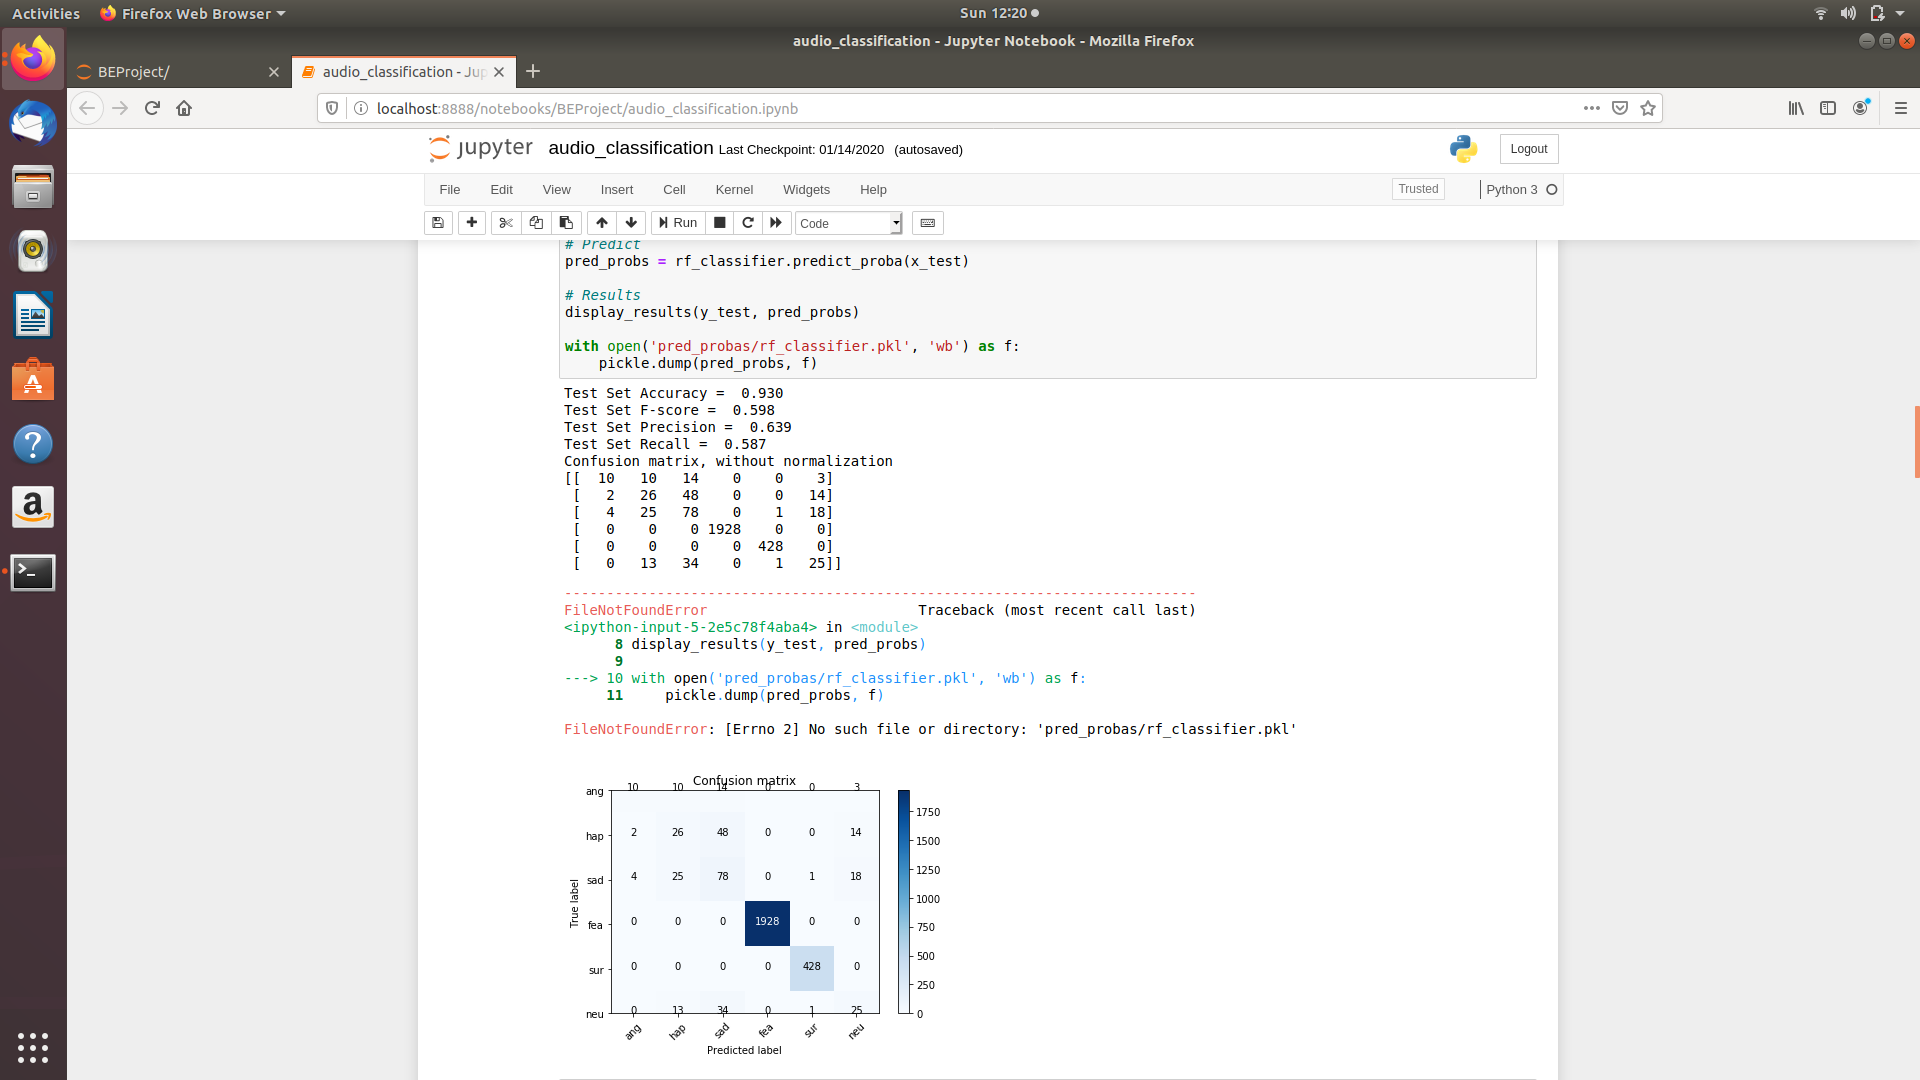 Activities
Firefox Web Browser
Sun 12:20
audio_classification - Jupyter Notebook - Mozilla Firefox
BEProject/
audio_classification - Jup
localhost:8888/notebooks/BEProject/audio_classification.ipynb
jupyter audio_classification Last Checkpoint: 01/14/2020 (autosaved)
Logout
File Edit View Insert Cell Kernel Widgets Help
Trusted
Python 3
Run
Code
# Predict
pred_probs = rf_classifier.predict_proba(x_test)
# Results
display_results(y_test, pred_probs)
with open('pred_probas/rf_classifier.pkl', 'wb') as f:
    pickle.dump(pred_probs, f)
Test Set Accuracy =  0.930
Test Set F-score =  0.598
Test Set Precision =  0.639
Test Set Recall =  0.587
Confusion matrix, without normalization
[[  10   10   14    0    0    3]
 [   2   26   48    0    0   14]
 [   4   25   78    0    1   18]
 [   0    0    0 1928    0    0]
 [   0    0    0    0  428    0]
 [   0   13   34    0    1   25]]
---------------------------------------------------------------------------
FileNotFoundError                         Traceback (most recent call last)
<ipython-input-5-2e5c78f4aba4> in <module>
      8 display_results(y_test, pred_probs)
      9
---> 10 with open('pred_probas/rf_classifier.pkl', 'wb') as f:
     11     pickle.dump(pred_probs, f)
FileNotFoundError: [Errno 2] No such file or directory: 'pred_probas/rf_classifier.pkl'
Confusion matrix
ang 10 10 14 0 0 3
hap 2 26 48 0 0 14
sad 4 25 78 0 1 18
fea 0 0 0 1928 0 0
sur 0 0 0 0 428 0
neu 0 13 34 0 1 25
True label
ang hap sad fea sur neu
Predicted label
1750
1500
1250
1000
750
500
250
0